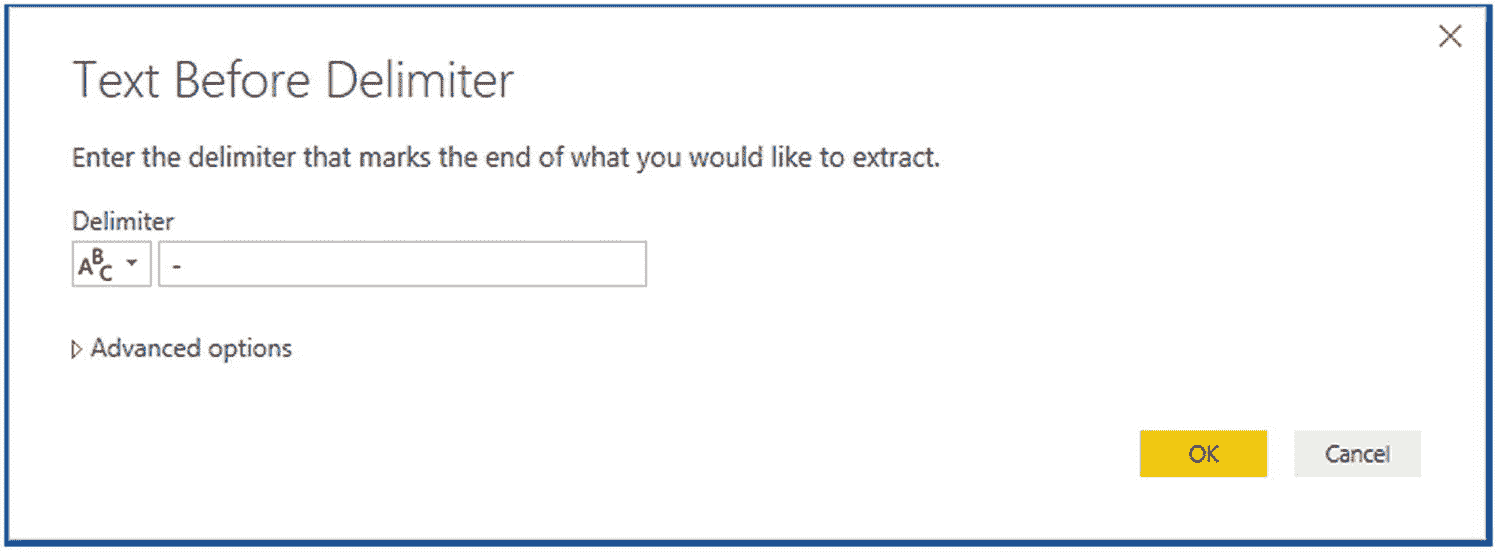 Text Before Delimiter
Enter the delimiter that marks the end of what you would like to extract.
Delimiter
ABC -
Advanced options
OK Cancel